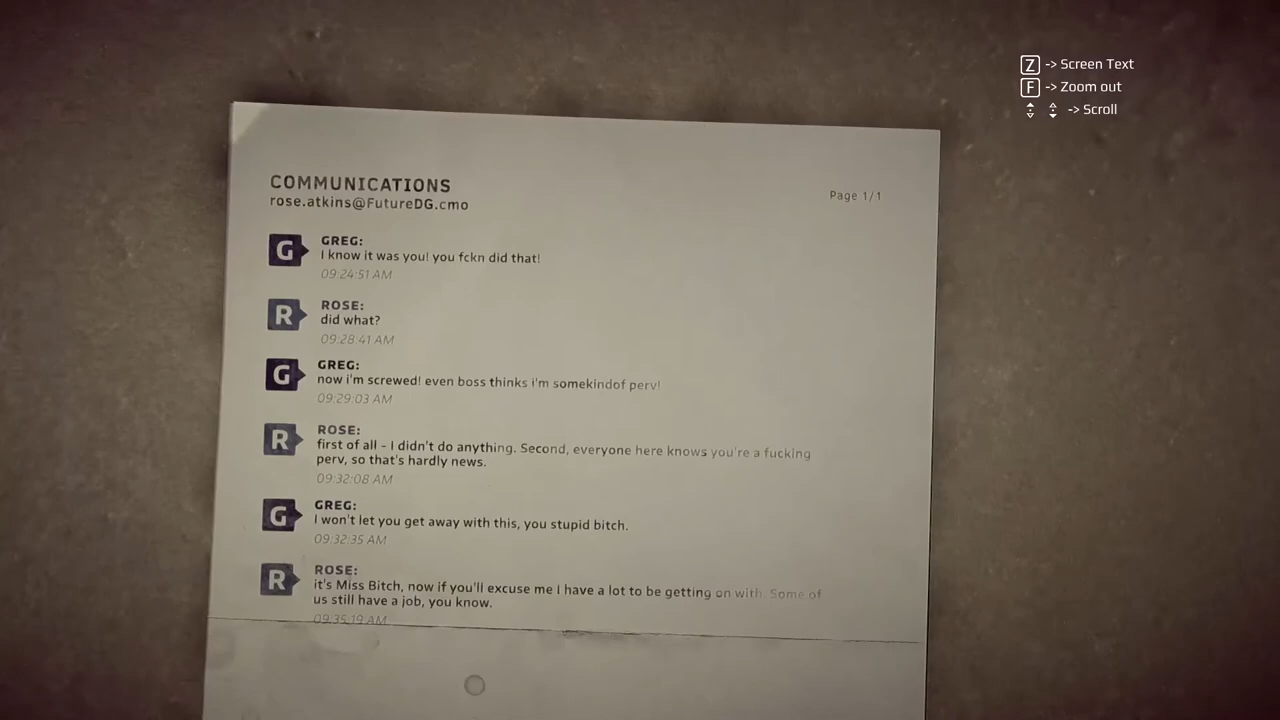 Z -> Screen Text
F -> Zoom out
-> Scroll
COMMUNICATIONS
rose.atkins@FutureDG.cmo
Page 1/1
G
GREG:
I know it was you! you fckn did that!
09:24:51 AM
R
ROSE:
did what?
09:28:41 AM
G
GREG:
now i'm screwed! even boss thinks i'm somekindof perv!
09:29:03 AM
R
ROSE:
first of all - I didn't do anything. Second, everyone here knows you're a fucking
perv, so that's hardly news.
09:32:08 AM
G
GREG:
I won't let you get away with this, you stupid bitch.
09:32:35 AM
R
ROSE:
it's Miss Bitch, now if you'll excuse me I have a lot to be getting on with. Some of
us still have a job, you know.
09:35:19 AM